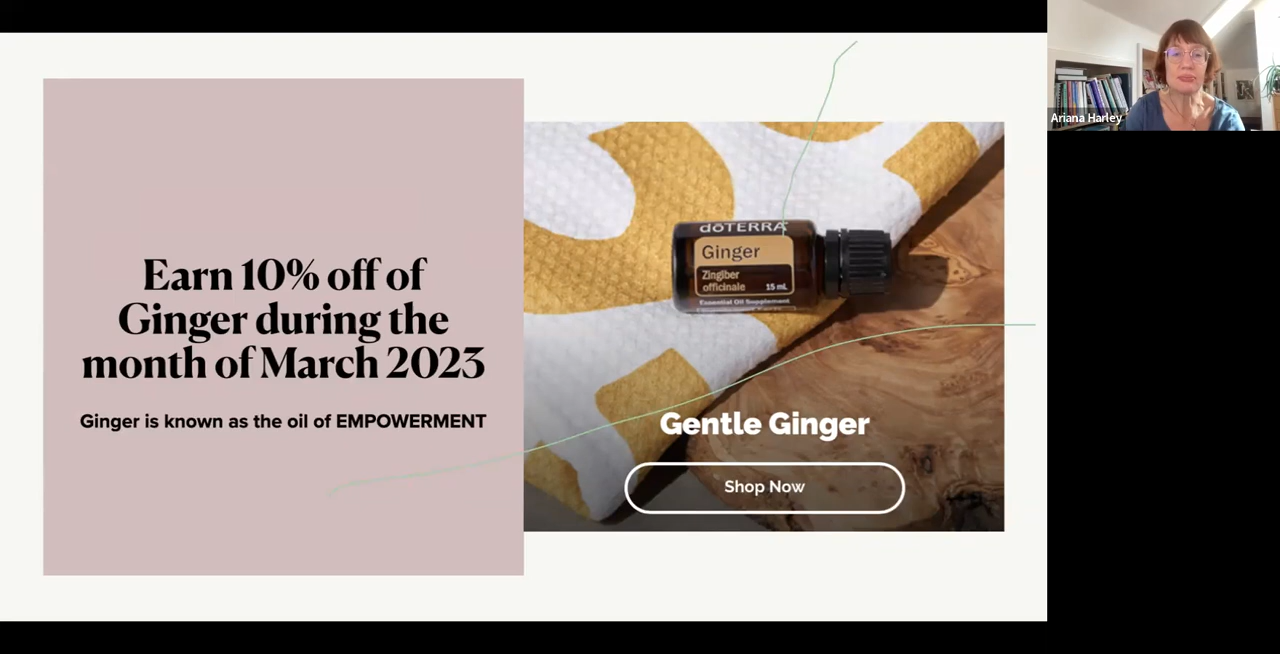 Earn 10% off of
Ginger during the
month of March 2023
Ginger is known as the oil of EMPOWERMENT
dōTERRA
Ginger
Zingiber
officinale 15 mL
Essential Oil Supplement
Gentle Ginger
Shop Now
Ariana Harley